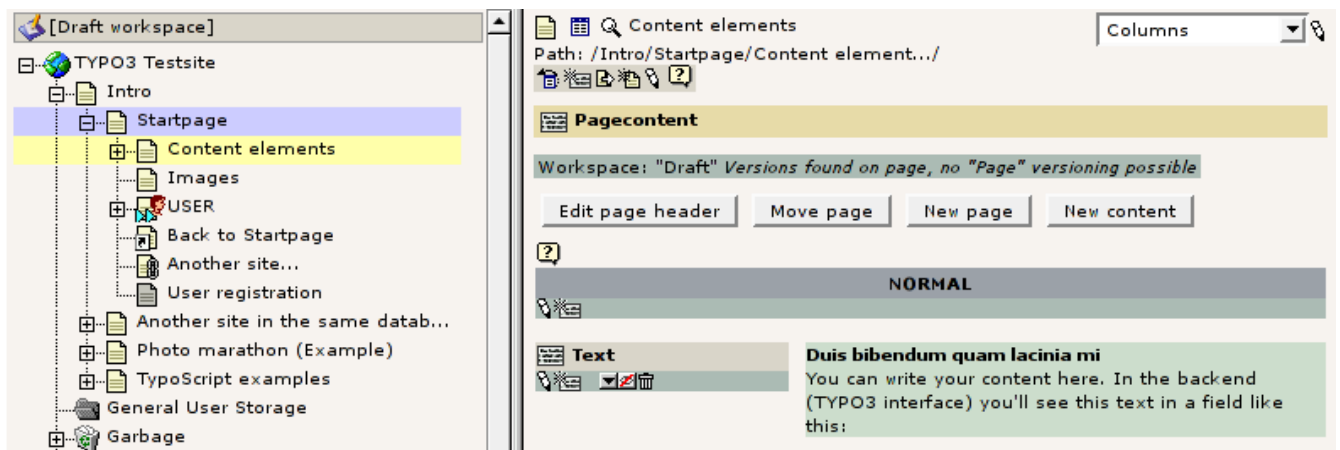 [Draft workspace]
TYPO3 Testsite
Intro
Startpage
Content elements
Images
USER
Back to Startpage
Another site...
User registration
Another site in the same datab...
Photo marathon (Example)
TypoScript examples
General User Storage
Garbage
Content elements
Columns
Path: /Intro/Startpage/Content element.../
Pagecontent
Workspace: "Draft" Versions found on page, no "Page" versioning possible
Edit page header Move page New page New content
NORMAL
Text
Duis bibendum quam lacinia mi
You can write your content here. In the backend
(TYPO3 interface) you'll see this text in a field like
this: